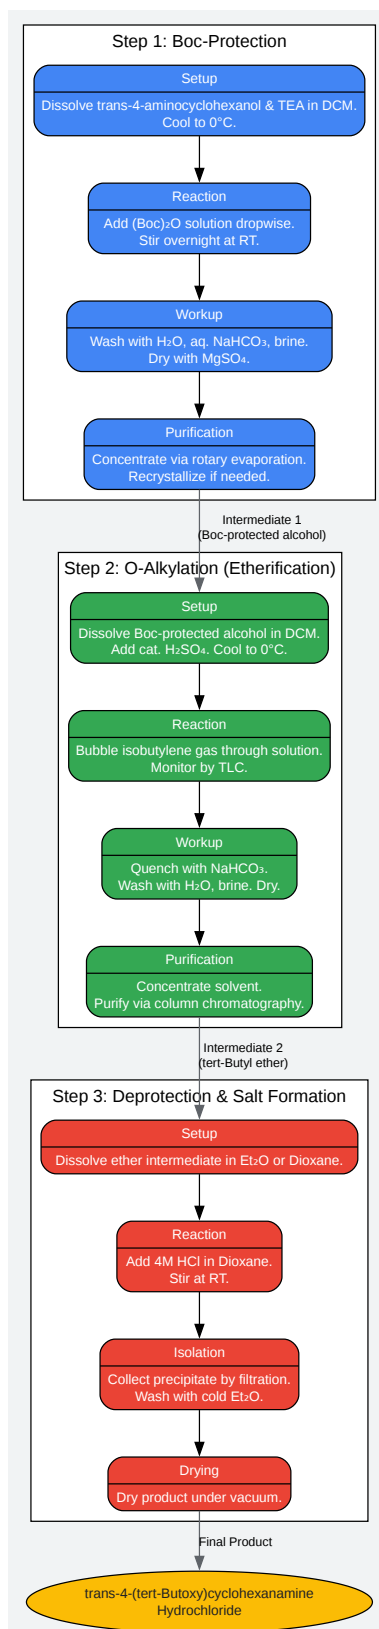 Step 1: Boc-Protection
Setup
Dissolve trans-4-aminocyclohexanol & TEA in DCM.
Cool to 0°C.
Reaction
Add (Boc)₂O solution dropwise.
Stir overnight at RT.
Workup
Wash with H₂O, aq. NaHCO₃, brine.
Dry with MgSO₄.
Purification
Concentrate via rotary evaporation.
Recrystallize if needed.
Intermediate 1
(Boc-protected alcohol)
Step 2: O-Alkylation (Etherification)
Setup
Dissolve Boc-protected alcohol in DCM.
Add cat. H₂SO₄. Cool to 0°C.
Reaction
Bubble isobutylene gas through solution.
Monitor by TLC.
Workup
Quench with NaHCO₃.
Wash with H₂O, brine. Dry.
Purification
Concentrate solvent.
Purify via column chromatography.
Intermediate 2
(tert-Butyl ether)
Step 3: Deprotection & Salt Formation
Setup
Dissolve ether intermediate in Et₂O or Dioxane.
Reaction
Add 4M HCl in Dioxane.
Stir at RT.
Isolation
Collect precipitate by filtration.
Wash with cold Et₂O.
Drying
Dry product under vacuum.
Final Product
trans-4-(tert-Butoxy)cyclohexanamine
Hydrochloride